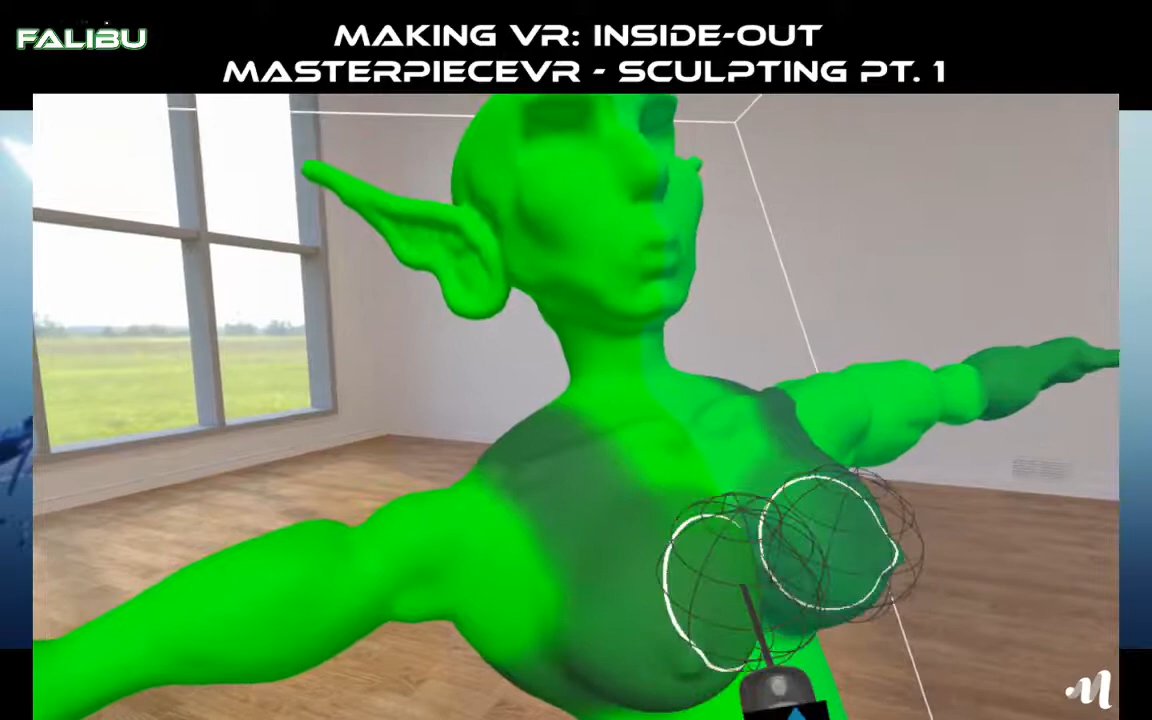 FALIBU
MAKING VR: INSIDE-OUT
MASTERPIECEVR - SCULPTING PT. 1
M